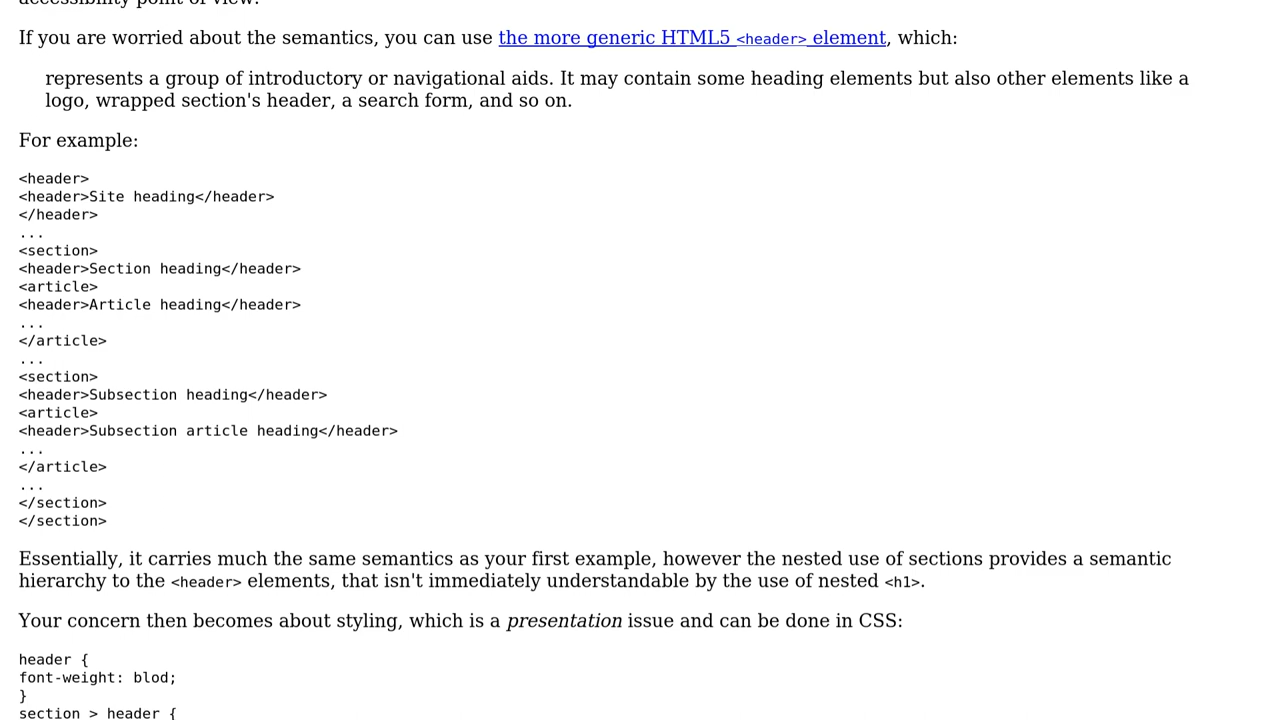 accessibility point of view.
If you are worried about the semantics, you can use the more generic HTML5 <header> element, which:
represents a group of introductory or navigational aids. It may contain some heading elements but also other elements like a
logo, wrapped section's header, a search form, and so on.
For example:
<header>
<header>Site heading</header>
</header>
...
<section>
<header>Section heading</header>
<article>
<header>Article heading</header>
...
</article>
...
<section>
<header>Subsection heading</header>
<article>
<header>Subsection article heading</header>
...
</article>
...
</section>
</section>
Essentially, it carries much the same semantics as your first example, however the nested use of sections provides a semantic
hierarchy to the <header> elements, that isn't immediately understandable by the use of nested <h1>.
Your concern then becomes about styling, which is a presentation issue and can be done in CSS:
header {
font-weight: blod;
}
section > header {